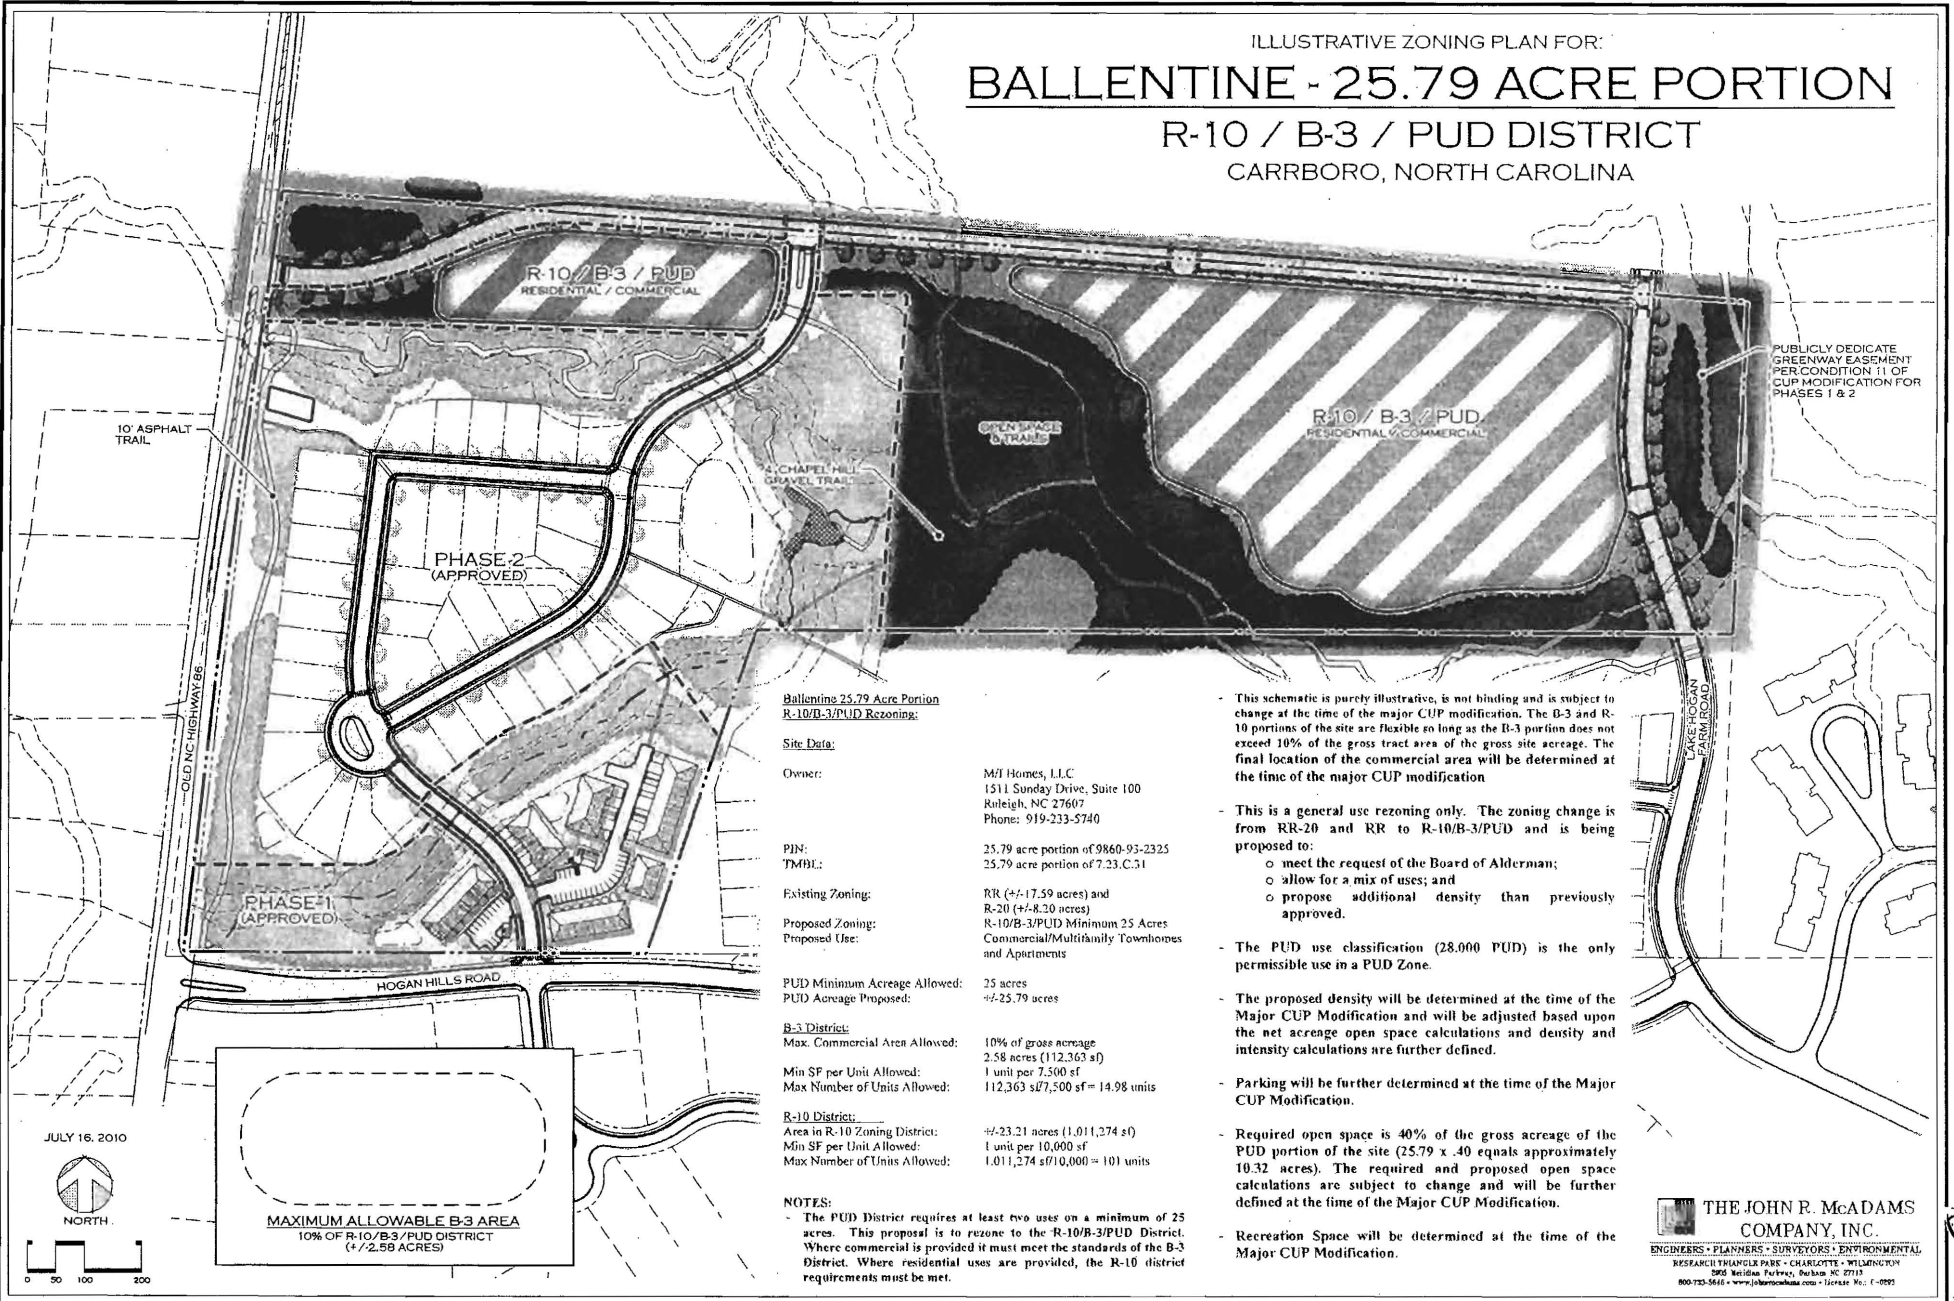 ILLUSTRATIVE ZONING PLAN FOR:
BALLENTINE - 25.79 ACRE PORTION
R-10 / B-3 / PUD DISTRICT
CARRBORO, NORTH CAROLINA
R-10 / B-3 / PUD
RESIDENTIAL / COMMERCIAL
PUBLICLY DEDICATE
GREENWAY EASEMENT
PER CONDITION 11 OF
CUP MODIFICATION FOR
PHASES 1 & 2
R-10 / B-3 / PUD
RESIDENTIAL / COMMERCIAL
10' ASPHALT
TRAIL
OPEN SPACE
& TRAILS
CHAPEL HILL
GRAVEL TRAIL
PHASE 2
(APPROVED)
OLD NC HIGHWAY 86
LAKE HOGAN
FARM ROAD
PHASE 1
(APPROVED)
HOGAN HILLS ROAD
Ballentine 25.79 Acre Portion
R-10/B-3/PUD Rezoning:
Site Data:
Owner: M/I Homes, LLC
1511 Sunday Drive, Suite 100
Raleigh, NC 27607
Phone: 919-233-5740
PIN: 25.79 acre portion of 9860-93-2325
TMBL: 25.79 acre portion of 7.23.C.31
Existing Zoning: RR (+/-17.59 acres) and
R-20 (+/-8.20 acres)
Proposed Zoning: R-10/B-3/PUD Minimum 25 Acres
Proposed Use: Commercial/Multifamily Townhomes
and Apartments
PUD Minimum Acreage Allowed: 25 acres
PUD Acreage Proposed: +/-25.79 acres
B-3 District:
Max. Commercial Area Allowed: 10% of gross acreage
2.58 acres (112,363 sf)
Min SF per Unit Allowed: 1 unit per 7,500 sf
Max Number of Units Allowed: 112,363 sf/7,500 sf = 14.98 units
R-10 District:
Area in R-10 Zoning District: +/-23.21 acres (1,011,274 sf)
Min SF per Unit Allowed: 1 unit per 10,000 sf
Max Number of Units Allowed: 1,011,274 sf/10,000 = 101 units
NOTES:
- The PUD District requires at least two uses on a minimum of 25
acres. This proposal is to rezone to the R-10/B-3/PUD District.
Where commercial is provided it must meet the standards of the B-3
District. Where residential uses are provided, the R-10 district
requirements must be met.
- This schematic is purely illustrative, is not binding and is subject to
change at the time of the major CUP modification. The B-3 and R-
10 portions of the site are flexible so long as the B-3 portion does not
exceed 10% of the gross tract area of the gross site acreage. The
final location of the commercial area will be determined at
the time of the major CUP modification
- This is a general use rezoning only. The zoning change is
from RR-20 and RR to R-10/B-3/PUD and is being
proposed to:
o meet the request of the Board of Alderman;
o allow for a mix of uses; and
o propose additional density than previously
approved.
- The PUD use classification (28.000 PUD) is the only
permissible use in a PUD Zone.
- The proposed density will be determined at the time of the
Major CUP Modification and will be adjusted based upon
the net acreage open space calculations and density and
intensity calculations are further defined.
- Parking will be further determined at the time of the Major
CUP Modification.
- Required open space is 40% of the gross acreage of the
PUD portion of the site (25.79 x .40 equals approximately
10.32 acres). The required and proposed open space
calculations are subject to change and will be further
defined at the time of the Major CUP Modification.
- Recreation Space will be determined at the time of the
Major CUP Modification.
JULY 16, 2010
NORTH
0 50 100 200
MAXIMUM ALLOWABLE B-3 AREA
10% OF R-10/B-3/PUD DISTRICT
(+/-2.58 ACRES)
THE JOHN R. McADAMS
COMPANY, INC.
ENGINEERS • PLANNERS • SURVEYORS • ENVIRONMENTAL
RESEARCH TRIANGLE PARK • CHARLOTTE • WILMINGTON
2905 Meridian Parkway, Durham NC 27713
800-733-5646 • www.johnrmcadams.com • License No.: C-0293